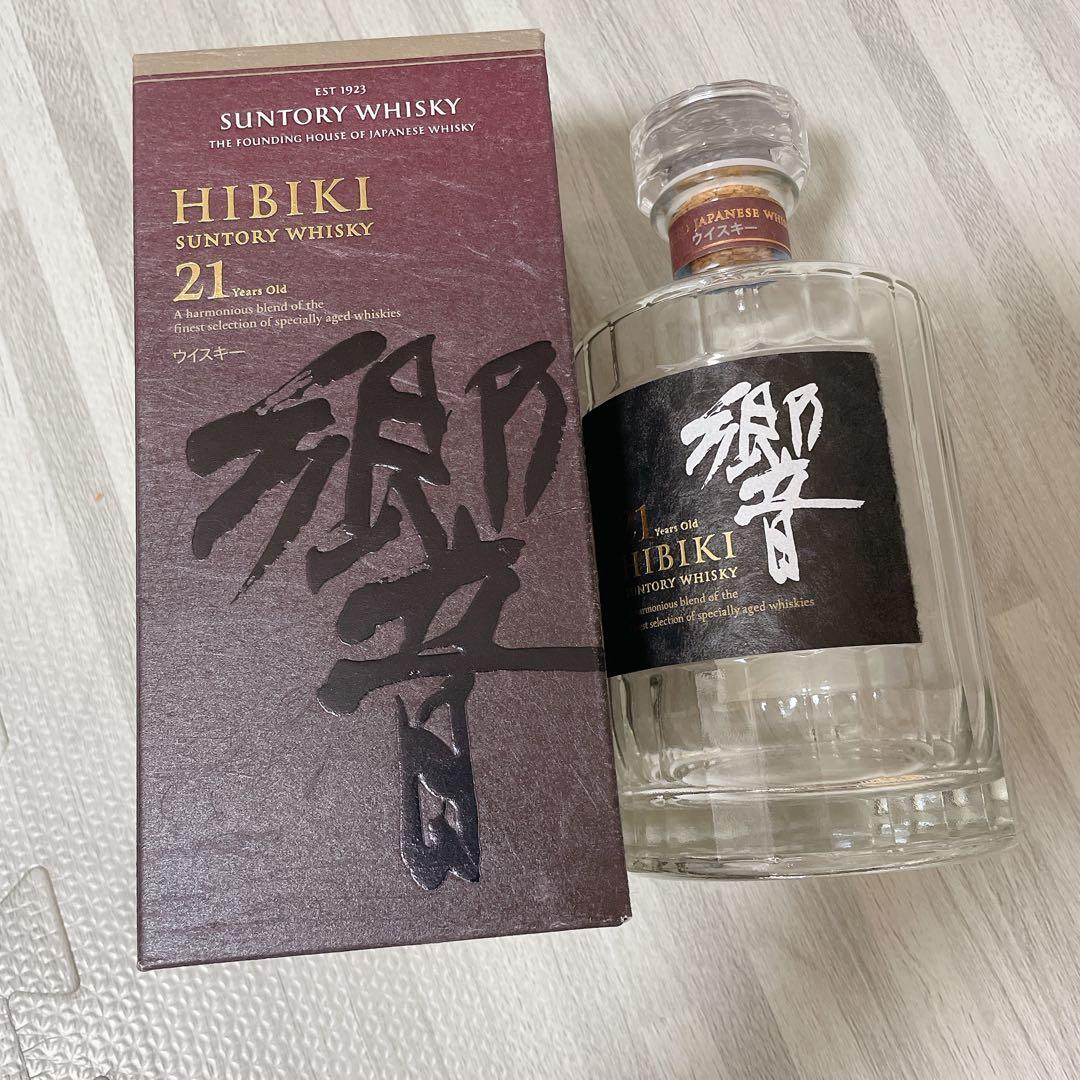 EST 1923
SUNTORY WHISKY
THE FOUNDING HOUSE OF JAPANESE WHISKY
HIBIKI
SUNTORY WHISKY
21 Years Old
A harmonious blend of the
finest selection of specially aged whiskies
ウイスキー
響
JAPANESE
ウイスキー
響
21 Years Old
HIBIKI
SUNTORY WHISKY
harmonious blend of the
selection of specially aged whiskies